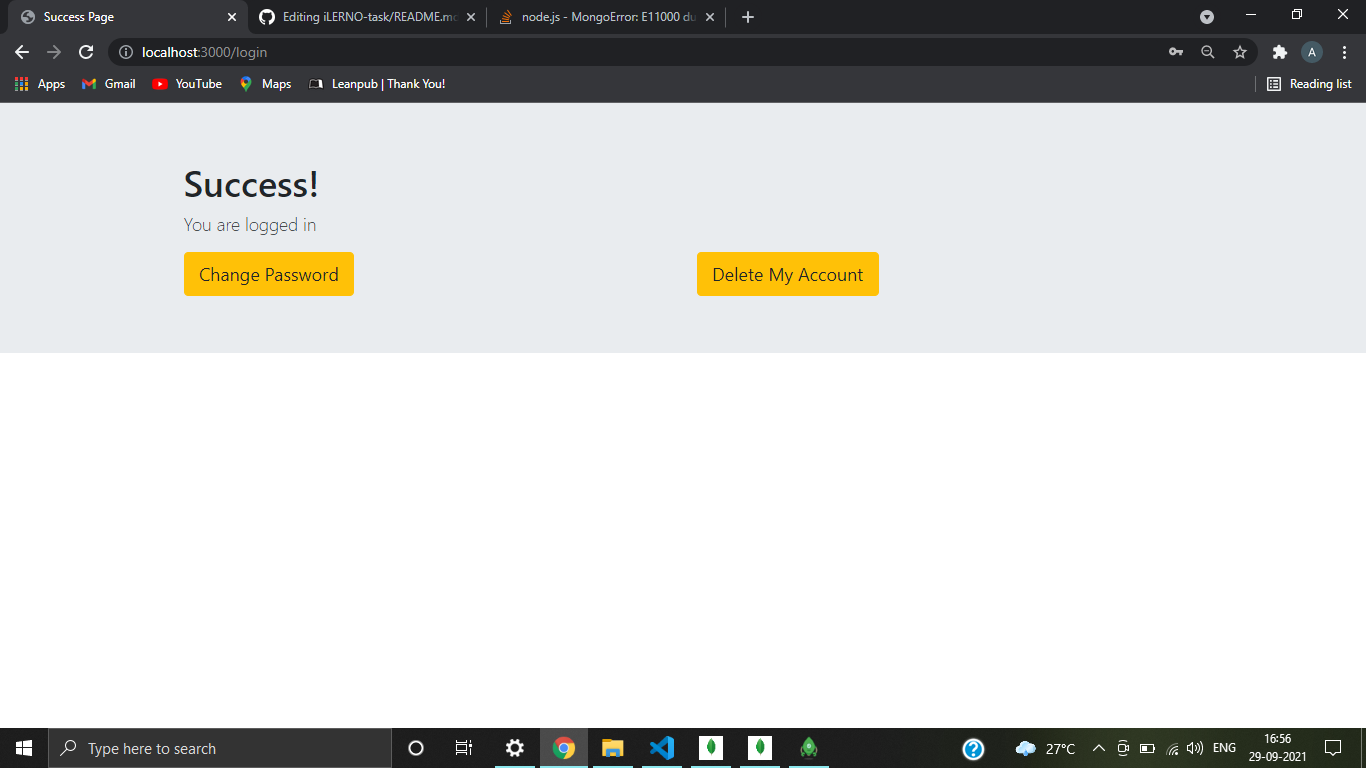 Success Page
Editing iLERNO-task/README.mc
node.js - MongoError: E11000 du
localhost:3000/login
A
Apps
Gmail
YouTube
Maps
Leanpub | Thank You!
Reading list
Success!
You are logged in
Change Password
Delete My Account
Type here to search
27°C
ENG
16:56
29-09-2021